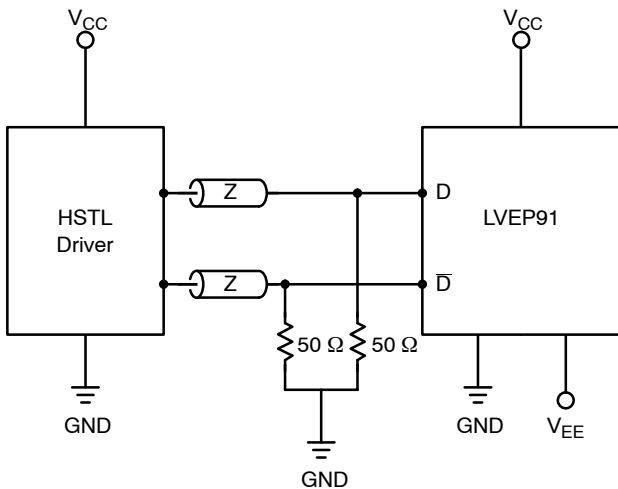 VCC
VCC
Z
D
HSTL
Driver
LVEP91
Z
D̅
50 Ω
50 Ω
GND
GND
VEE
GND